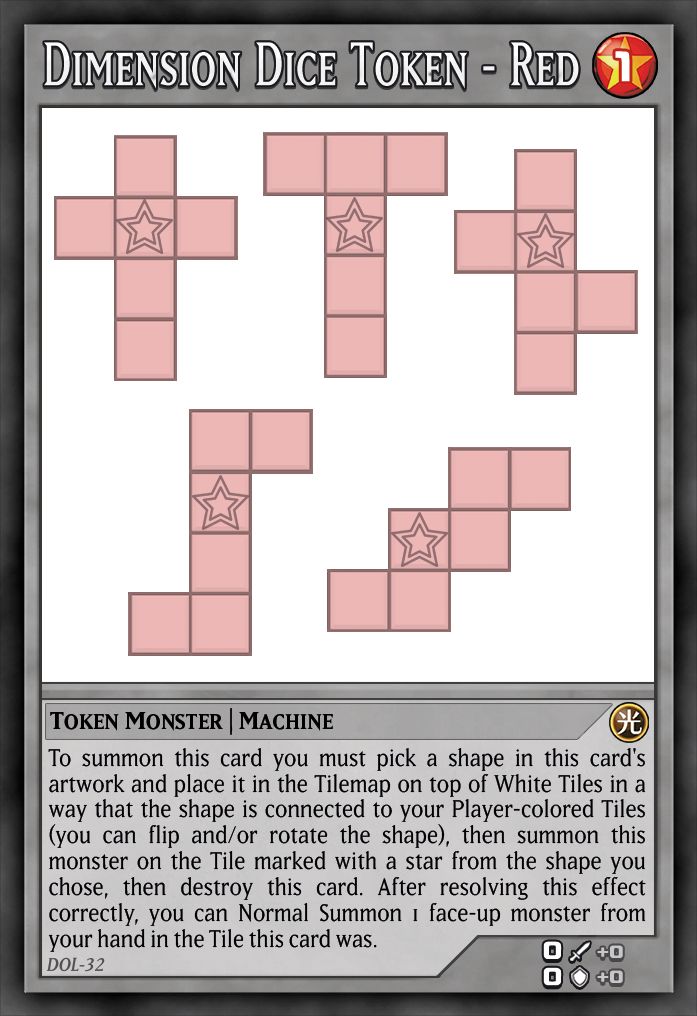 Dimension Dice Token - Red
1
Token Monster | Machine
光
To summon this card you must pick a shape in this card's
artwork and place it in the Tilemap on top of White Tiles in a
way that the shape is connected to your Player-colored Tiles
(you can flip and/or rotate the shape), then summon this
monster on the Tile marked with a star from the shape you
chose, then destroy this card. After resolving this effect
correctly, you can Normal Summon 1 face-up monster from
your hand in the Tile this card was.
DOL-32
0 +0
0 +0